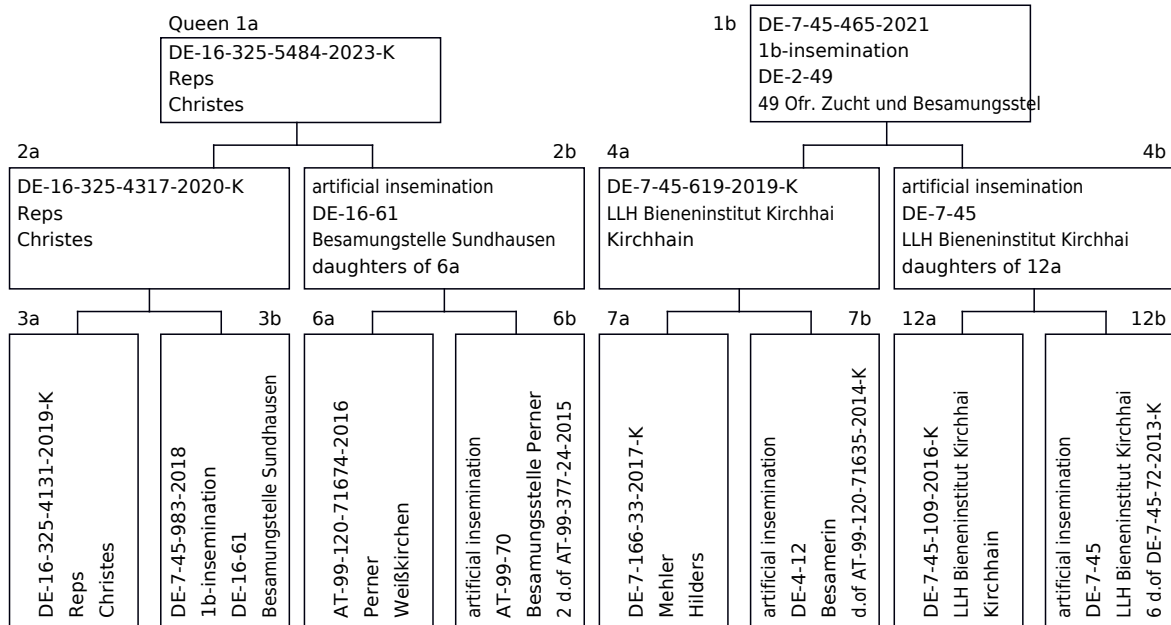 Queen 1a
DE-16-325-5484-2023-K
Reps
Christes
1b
DE-7-45-465-2021
1b-insemination
DE-2-49
49 Ofr. Zucht und Besamungsstel
2a
DE-16-325-4317-2020-K
Reps
Christes
2b
artificial insemination
DE-16-61
Besamungstelle Sundhausen
daughters of 6a
4a
DE-7-45-619-2019-K
LLH Bieneninstitut Kirchhai
Kirchhain
4b
artificial insemination
DE-7-45
LLH Bieneninstitut Kirchhai
daughters of 12a
3a
DE-16-325-4131-2019-K
Reps
Christes
3b
DE-7-45-983-2018
1b-insemination
DE-16-61
Besamungstelle Sundhausen
6a
AT-99-120-71674-2016
Perner
Weißkirchen
6b
artificial insemination
AT-99-70
Besamungsstelle Perner
2 d.of AT-99-377-24-2015
7a
DE-7-166-33-2017-K
Mehler
Hilders
7b
artificial insemination
DE-4-12
Besamerin
d.of AT-99-120-71635-2014-K
12a
DE-7-45-109-2016-K
LLH Bieneninstitut Kirchhai
Kirchhain
12b
artificial insemination
DE-7-45
LLH Bieneninstitut Kirchhai
6 d.of DE-7-45-72-2013-K